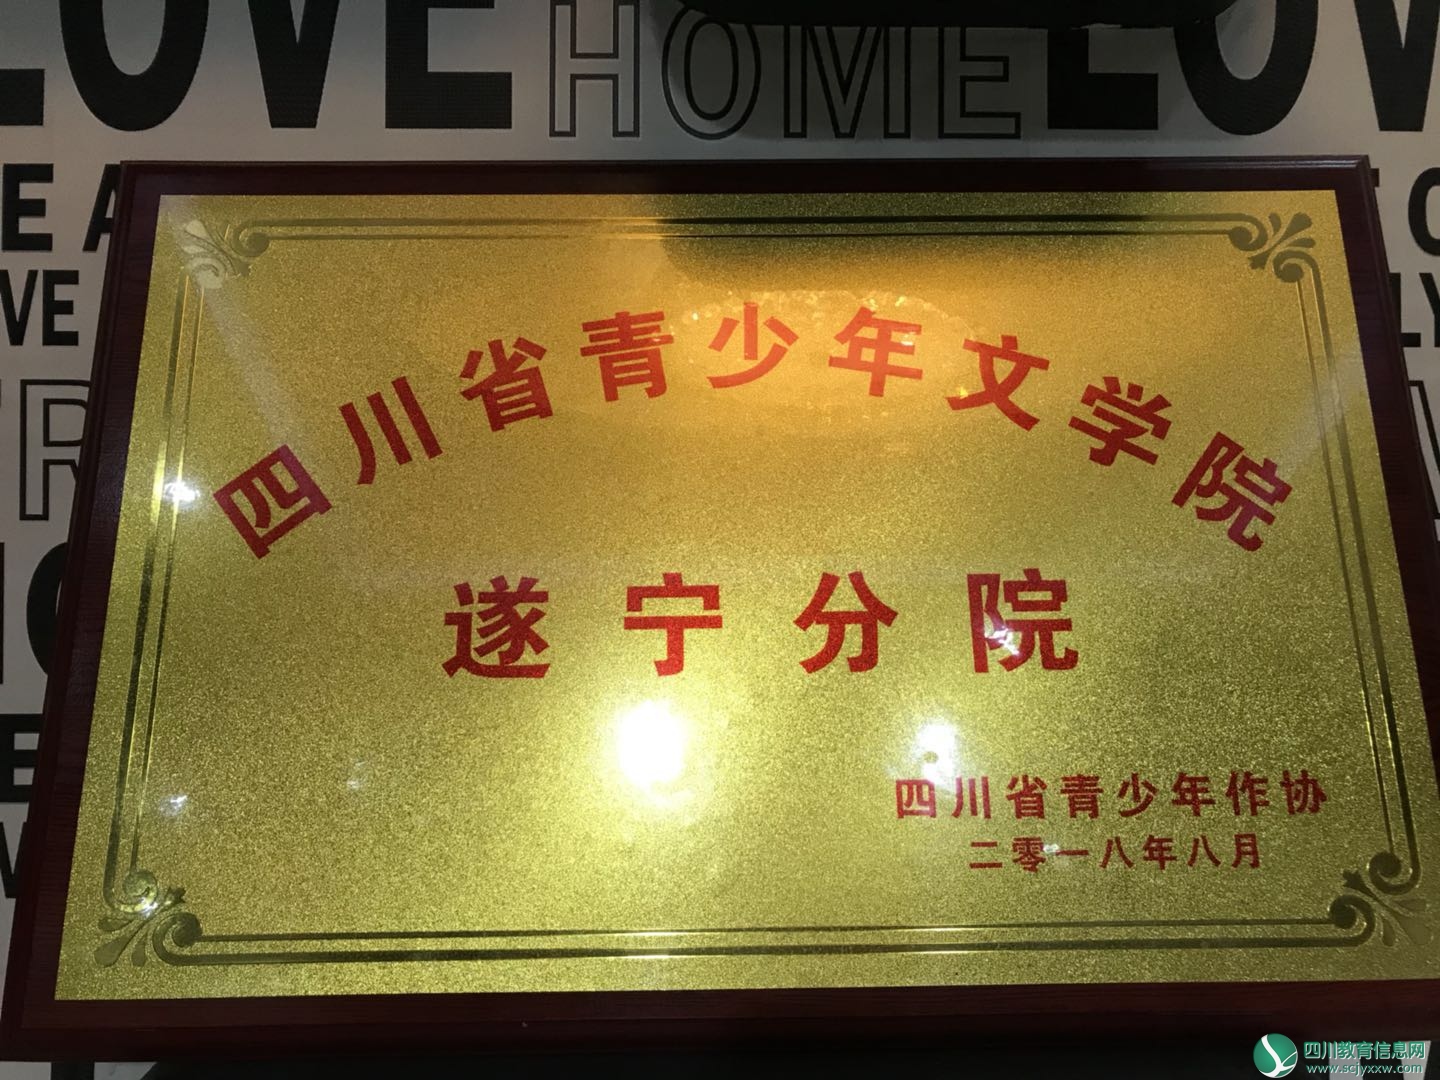 LOVE HOME LOV
E A
VE
四川省青少年文学院
遂宁分院
四川省青少年作协
二零一八年八月
四川教育信息网
www.scjyxxw.com